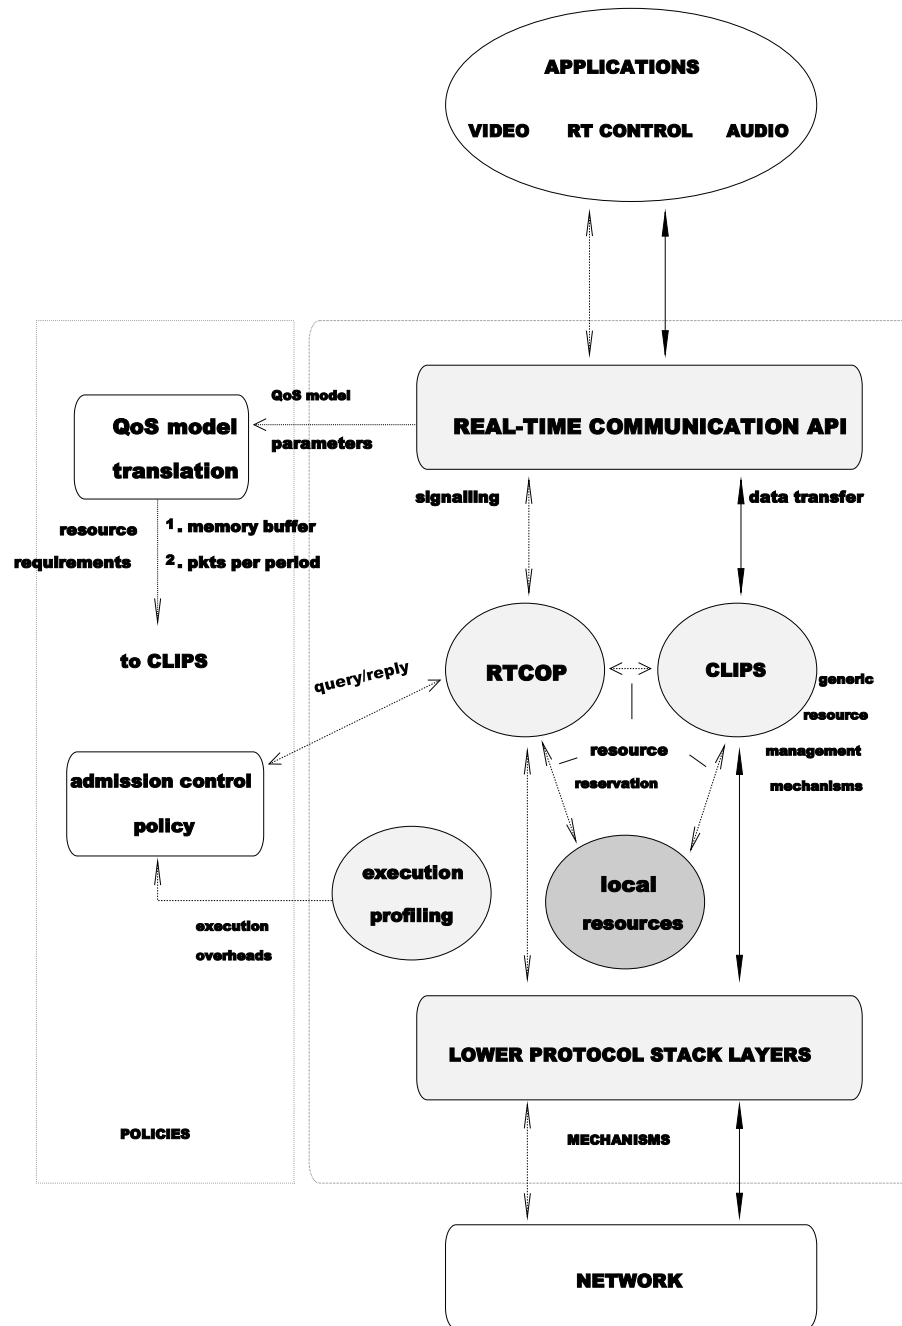 APPLICATIONS
VIDEO RT CONTROL AUDIO
QoS model
parameters
QoS model
translation
REAL-TIME COMMUNICATION API
signalling
data transfer
resource
requirements
1. memory buffer
2. pkts per period
to CLIPS
query/reply
RTCOP
CLIPS
generic
resource
management
mechanisms
resource
reservation
admission control
policy
execution
profiling
local
resources
execution
overheads
LOWER PROTOCOL STACK LAYERS
POLICIES
MECHANISMS
NETWORK